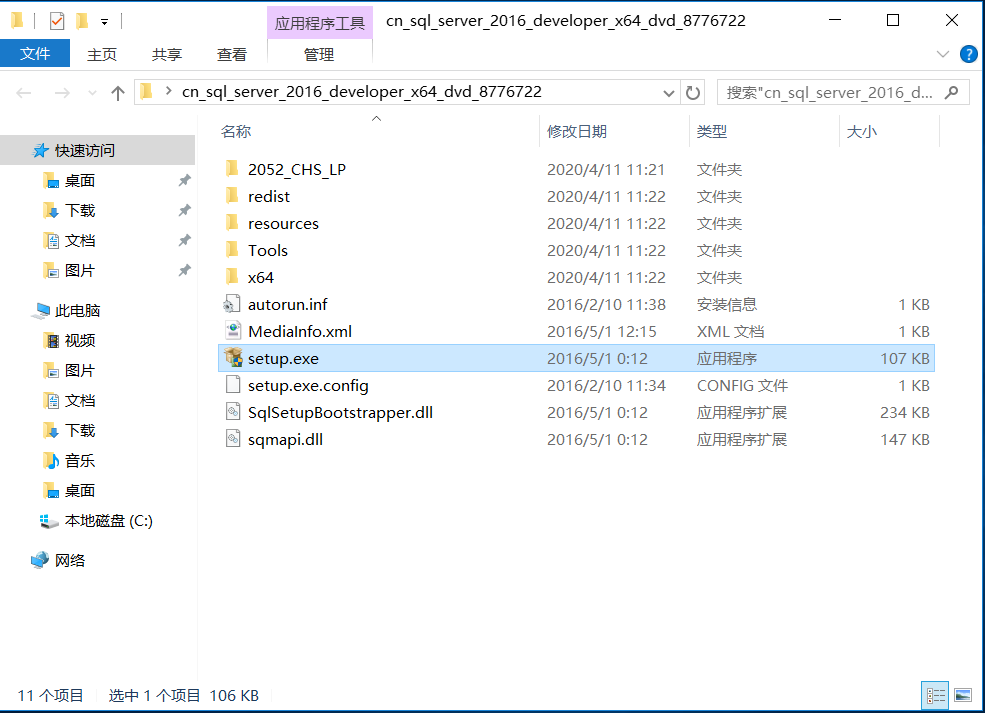 应用程序工具 cn_sql_server_2016_developer_x64_dvd_8776722
文件 主页 共享 查看 管理
cn_sql_server_2016_developer_x64_dvd_8776722 搜索"cn_sql_server_2016_d...
名称 修改日期 类型 大小
快速访问
桌面
下载
文档
图片
此电脑
视频
图片
文档
下载
音乐
桌面
本地磁盘 (C:)
网络
2052_CHS_LP 2020/4/11 11:21 文件夹
redist 2020/4/11 11:22 文件夹
resources 2020/4/11 11:22 文件夹
Tools 2020/4/11 11:22 文件夹
x64 2020/4/11 11:22 文件夹
autorun.inf 2016/2/10 11:38 安装信息 1 KB
MediaInfo.xml 2016/5/1 12:15 XML 文档 1 KB
setup.exe 2016/5/1 0:12 应用程序 107 KB
setup.exe.config 2016/2/10 11:34 CONFIG 文件 1 KB
SqlSetupBootstrapper.dll 2016/5/1 0:12 应用程序扩展 234 KB
sqmapi.dll 2016/5/1 0:12 应用程序扩展 147 KB
11 个项目 选中 1 个项目 106 KB